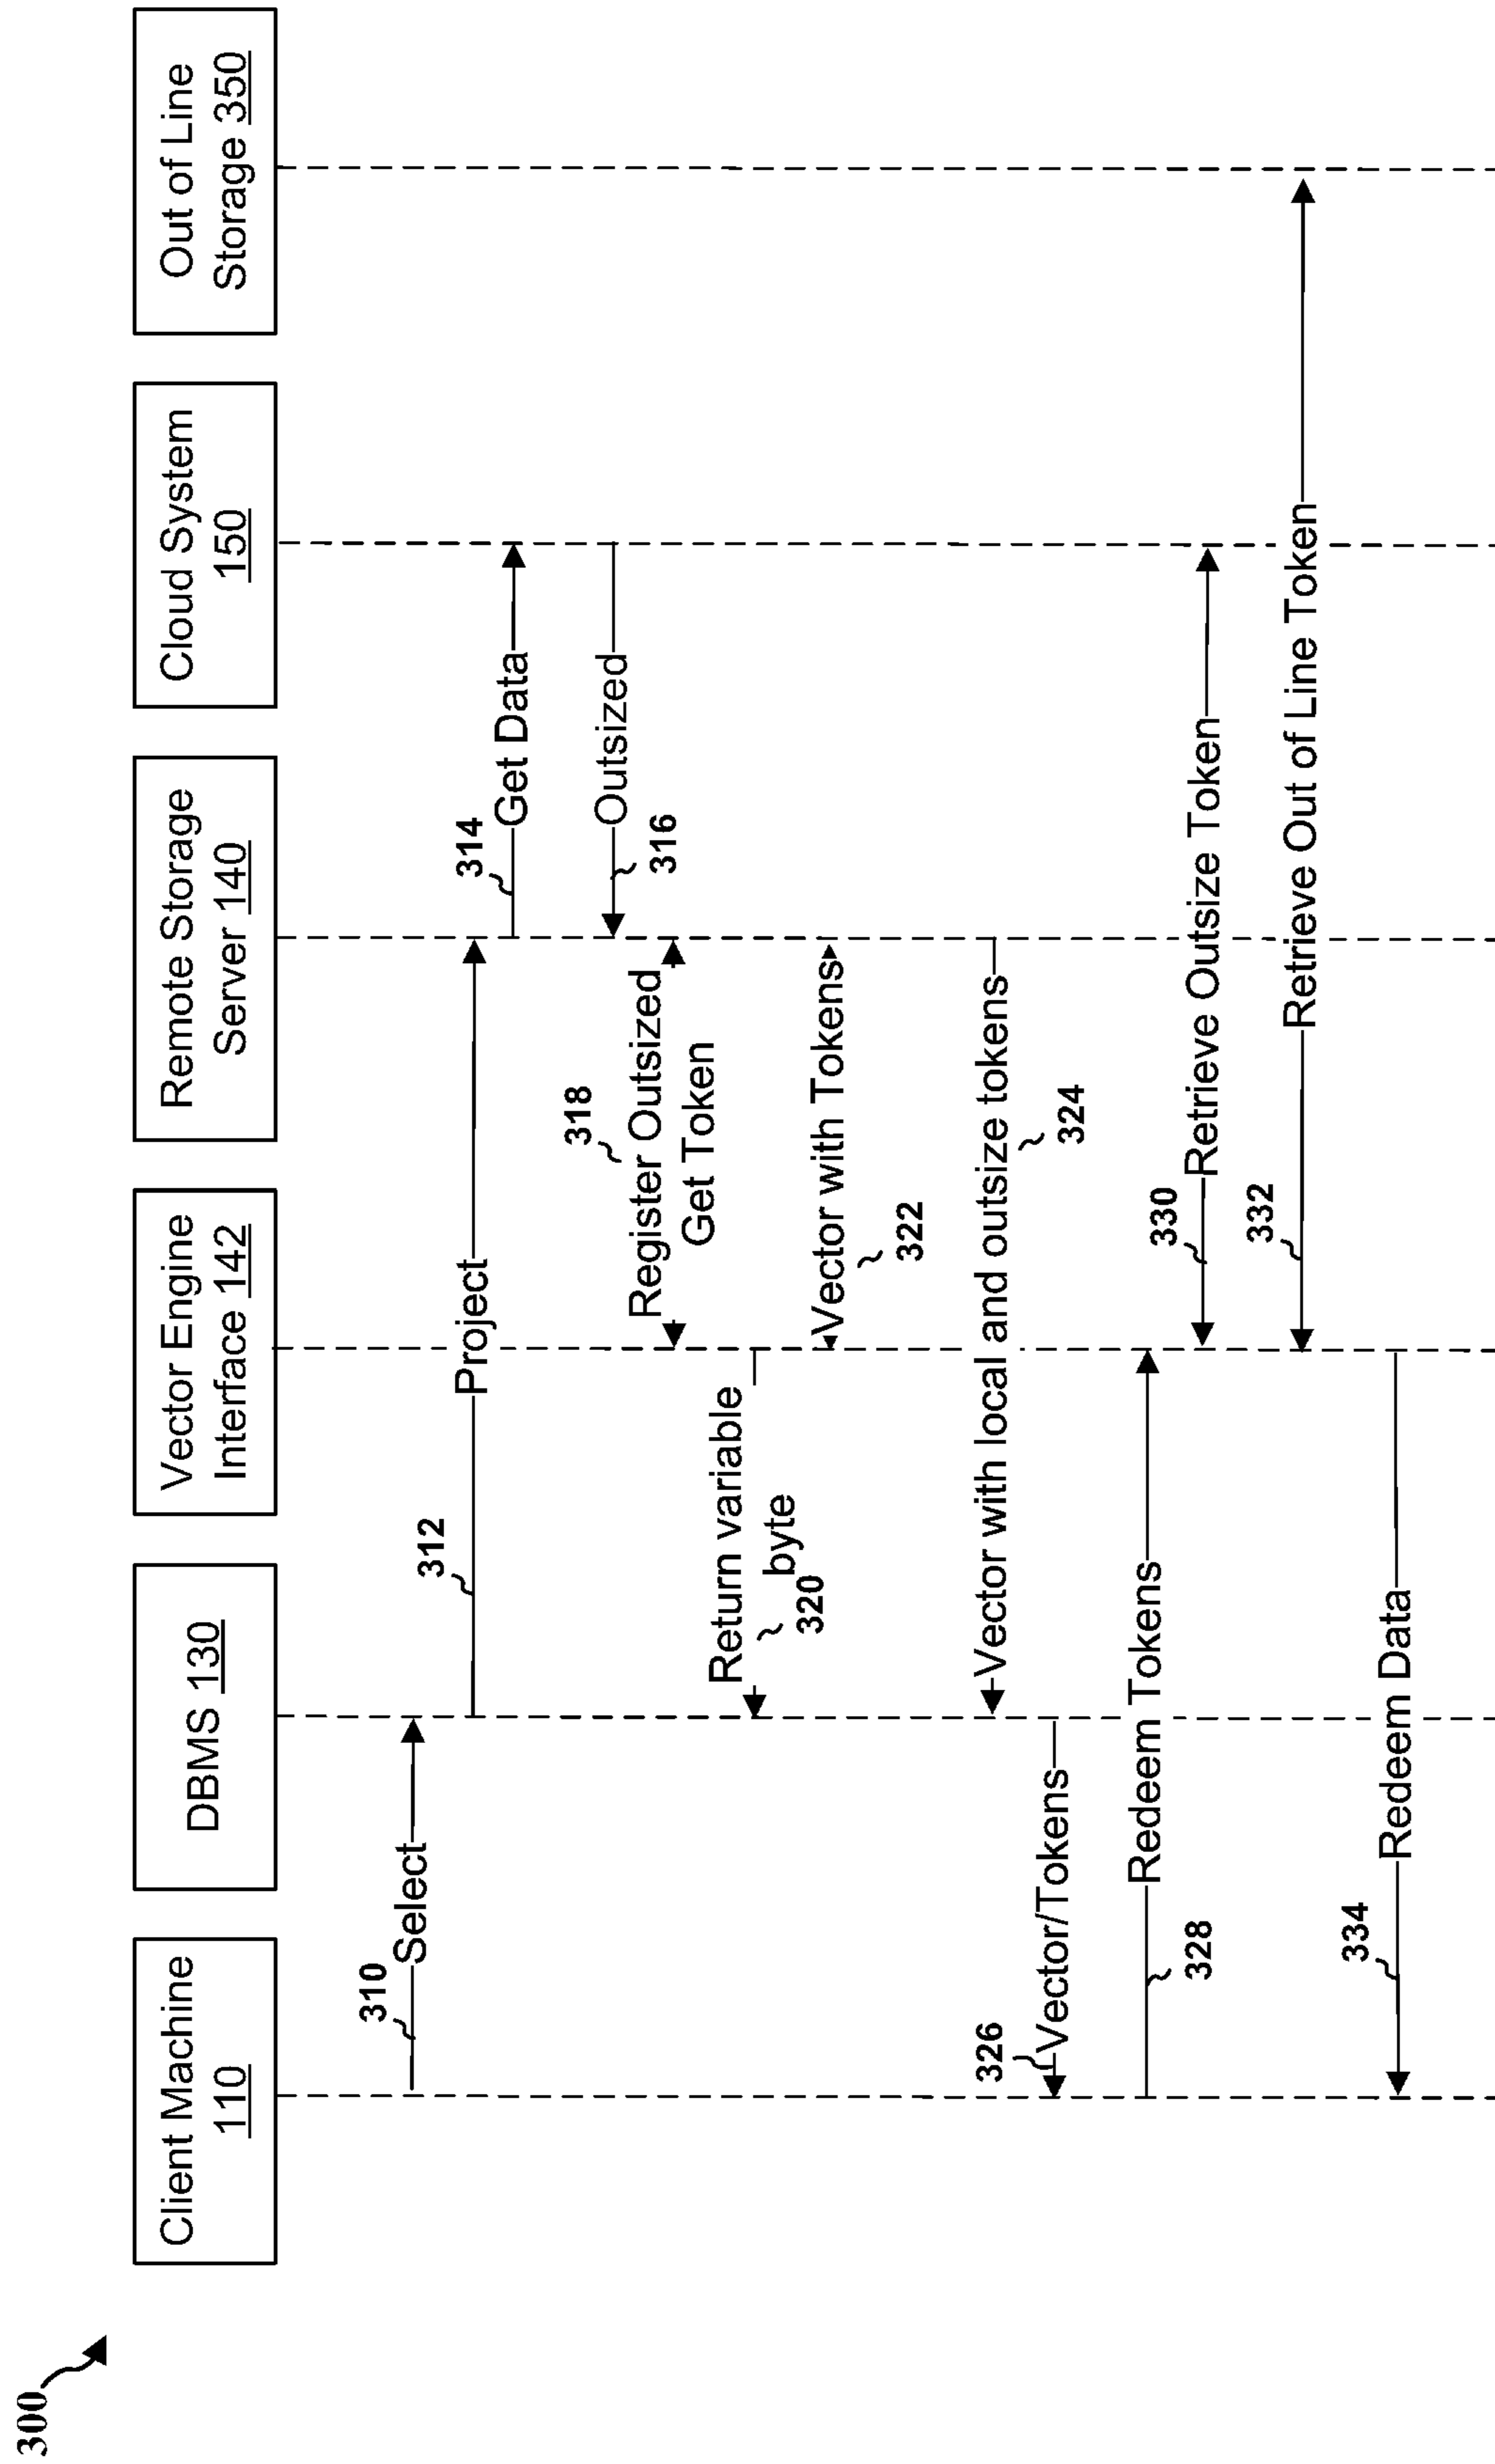 300
Client Machine
110
DBMS 130
Vector Engine
Interface 142
Remote Storage
Server 140
Cloud System
150
Out of Line
Storage 350
310
Select
312
Project
314
Get Data
Outsized
316
318
Register Outsized
Get Token
Return variable
byte
320
Vector with Tokens
322
Vector with local and outsize tokens
324
326
Vector/Tokens
Redeem Tokens
328
330
Retrieve Outsize Token
332
Retrieve Out of Line Token
334
Redeem Data